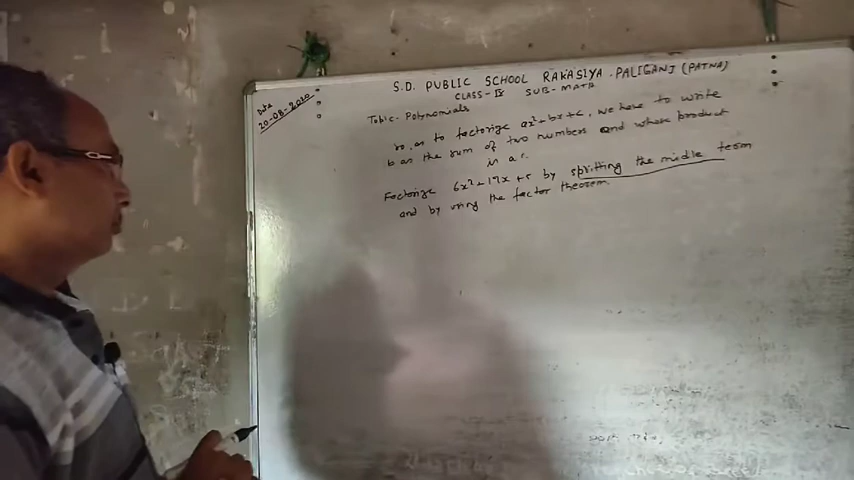 S.D. PUBLIC SCHOOL RAKASIYA. PALIGANJ (PATNA)
CLASS-IX SUB-MATH
Date
20-08-2020
Topic- Polynomials
so, as to factorize ax²+bx+c, we have to write
b as the sum of two numbers and whose product
is a c.
Factorize 6x²+17x+5 by splitting the middle term
and by using the factor theorem.